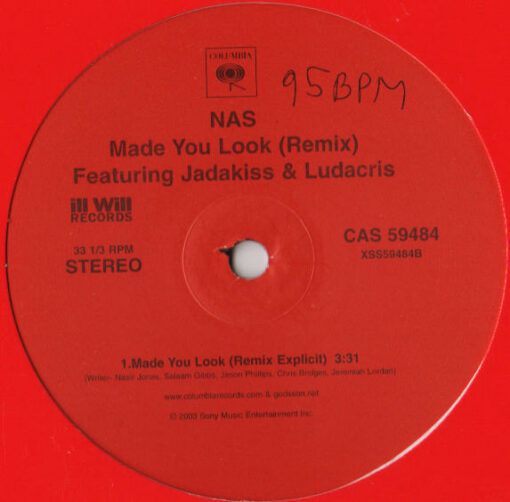 COLUMBIA
95BPM
NAS
Made You Look (Remix)
Featuring Jadakiss & Ludacris
ill Will
RECORDS
33 1/3 RPM
STEREO
CAS 59484
XSS59484B
1.Made You Look (Remix Explicit) 3:31
(Writer- Nasir Jones, Salaam Gibbs, Jason Phillips, Chris Bridges, Jeremiah Lordan)
www.columbiarecords.com &
© 2003 Sony Music Entertainment Inc.